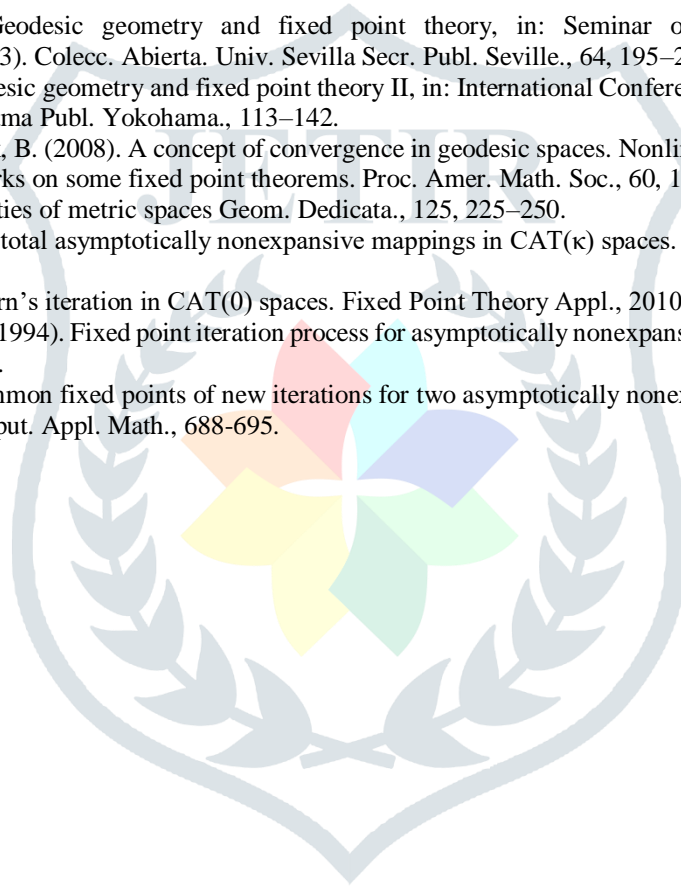 Geodesic geometry and fixed point theory, in: Seminar o
3). Colecc. Abierta. Univ. Sevilla Secr. Publ. Seville., 64, 195–2
esic geometry and fixed point theory II, in: International Confere
ma Publ. Yokohama., 113–142.
, B. (2008). A concept of convergence in geodesic spaces. Nonlin
rks on some fixed point theorems. Proc. Amer. Math. Soc., 60, 1
ties of metric spaces Geom. Dedicata., 125, 225–250.
total asymptotically nonexpansive mappings in CAT(κ) spaces.
rn’s iteration in CAT(0) spaces. Fixed Point Theory Appl., 2010
1994). Fixed point iteration process for asymptotically nonexpans
.
nmon fixed points of new iterations for two asymptotically nonex
put. Appl. Math., 688-695.
JETIR